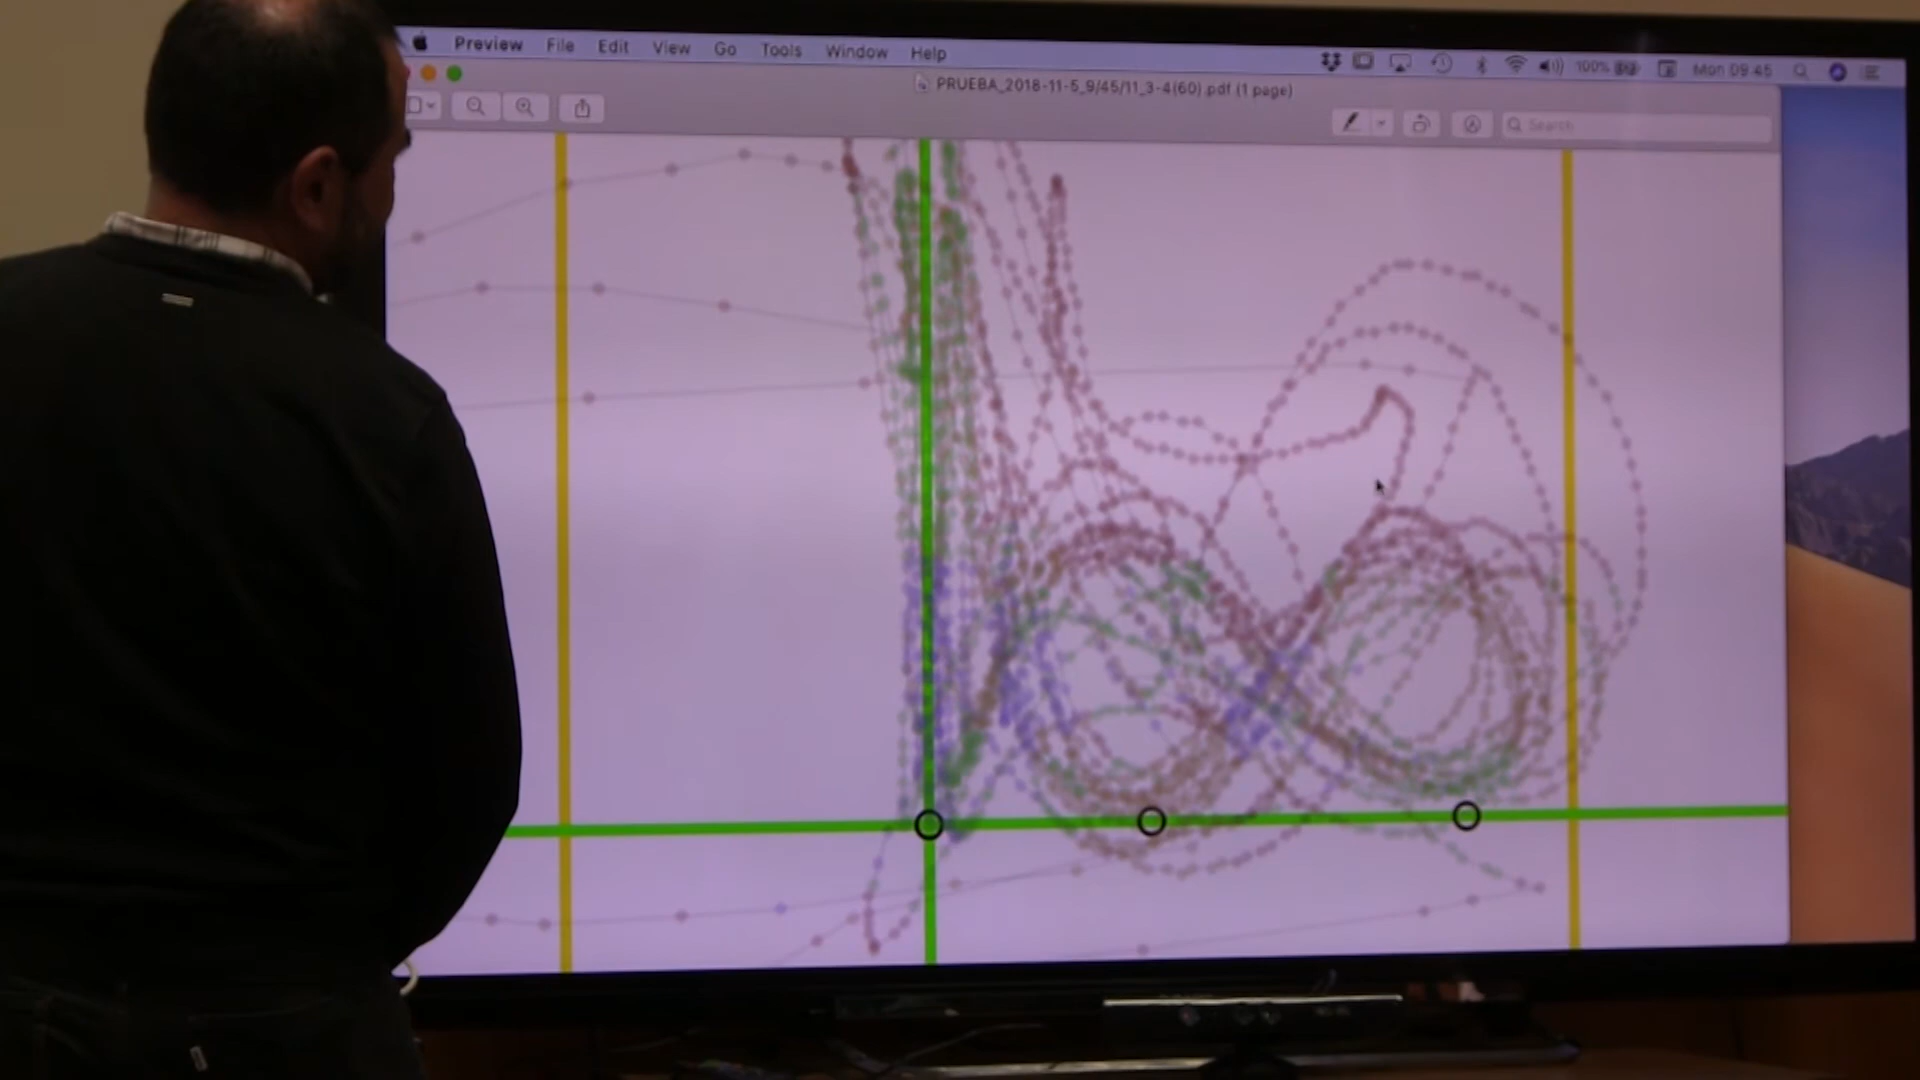 Preview File Edit View Go Tools Window Help 100% Mon 09:45
PRUEBA_2018-11-5_9/45/11_3-4(60).pdf (1 page)
Search